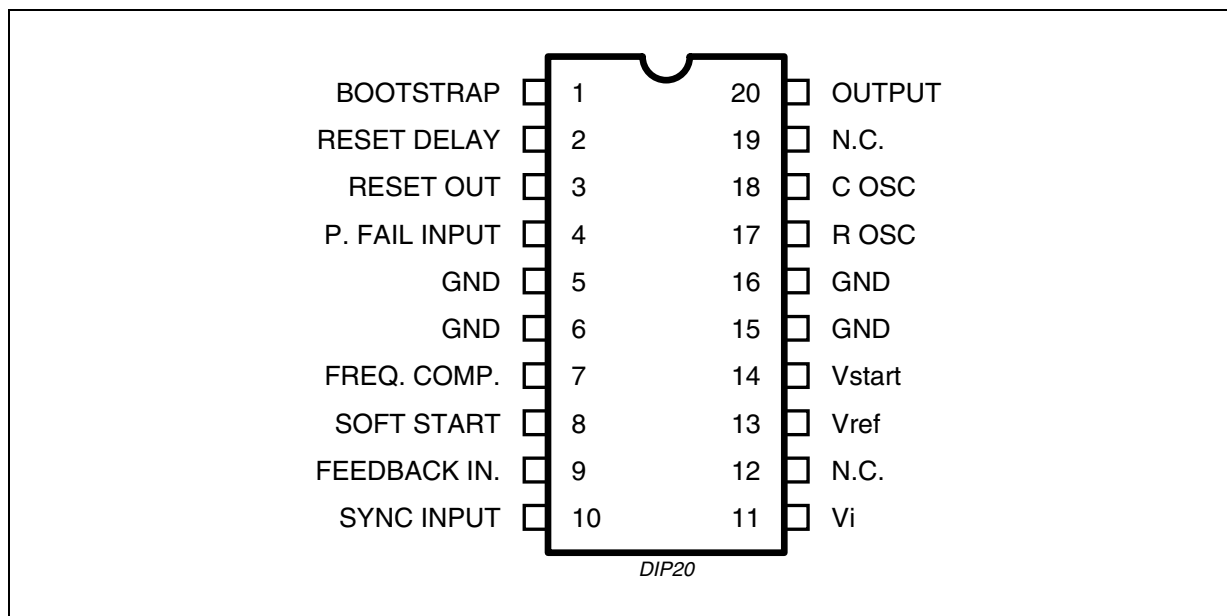 BOOTSTRAP 1 20 OUTPUT
RESET DELAY 2 19 N.C.
RESET OUT 3 18 C OSC
P. FAIL INPUT 4 17 R OSC
GND 5 16 GND
GND 6 15 GND
FREQ. COMP. 7 14 Vstart
SOFT START 8 13 Vref
FEEDBACK IN. 9 12 N.C.
SYNC INPUT 10 11 Vi
DIP20